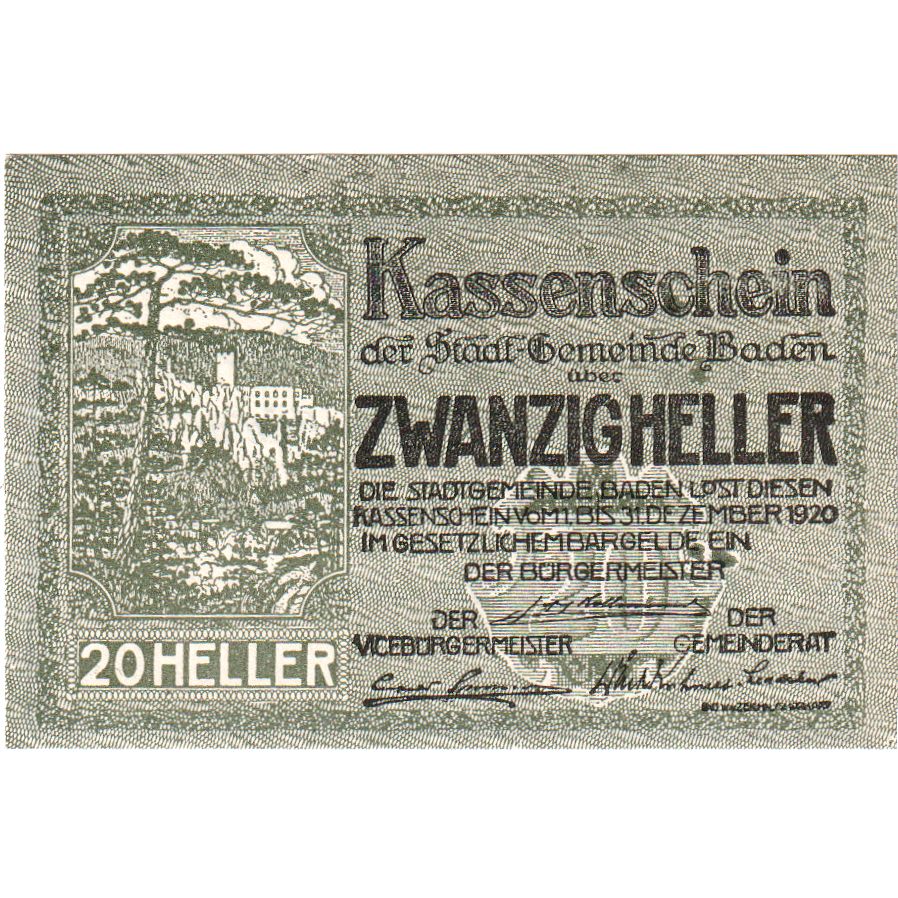 Kassenschein
der Stadt-Gemeinde Baden
über
ZWANZIG HELLER
DIE STADTGEMEINDE BADEN LÖST DIESEN
KASSENSCHEIN VOM 1. BIS 31. DEZEMBER 1920
IM GESETZLICHEM BARGELDE EIN
DER BÜRGERMEISTER
DER VICEBÜRGERMEISTER
DER GEMEINDERAT
20 HELLER
20